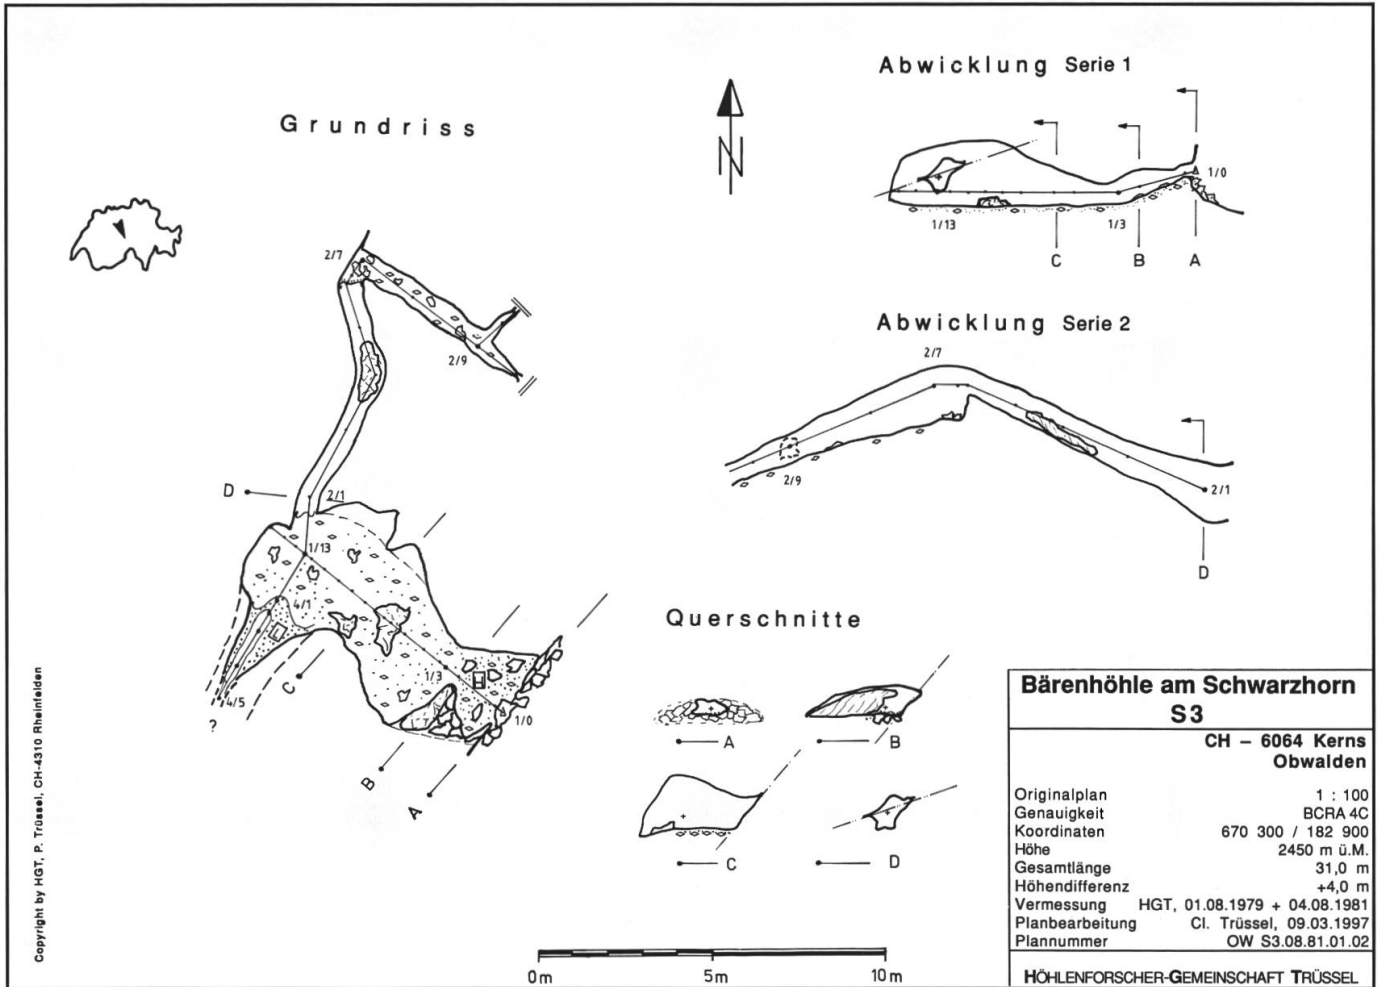 Abwicklung Serie 1
Grundriss
N
1/0
1/13
1/3
C
B
A
2/7
2/9
Abwicklung Serie 2
2/7
2/9
2/1
D
D
2/1
1/13
4/1
C
4/5
?
1/3
H
1/0
B
A
Querschnitte
A
B
C
D
0m
5m
10m
Bärenhöhle am Schwarzhorn
S3
CH – 6064 Kerns
Obwalden
Originalplan 1 : 100
Genauigkeit BCRA 4C
Koordinaten 670 300 / 182 900
Höhe 2450 m ü.M.
Gesamtlänge 31,0 m
Höhendifferenz +4,0 m
Vermessung HGT, 01.08.1979 + 04.08.1981
Planbearbeitung Cl. Trüssel, 09.03.1997
Plannummer OW S3.08.81.01.02
HÖHLENFORSCHER-GEMEINSCHAFT TRÜSSEL
Copyright by HGT, P. Trüssel, CH-4310 Rheinfelden